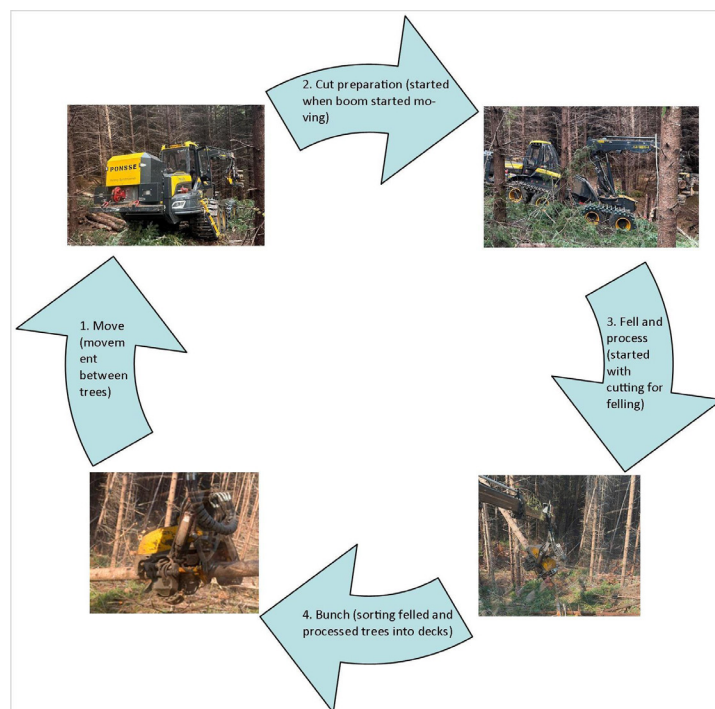 2. Cut preparation (started
when boom started mo-
ving)
PONSSE
1. Move
(movem
ent
between
trees)
3. Fell and
process
(started
with
cutting for
felling)
4. Bunch (sorting felled and
processed trees into decks)